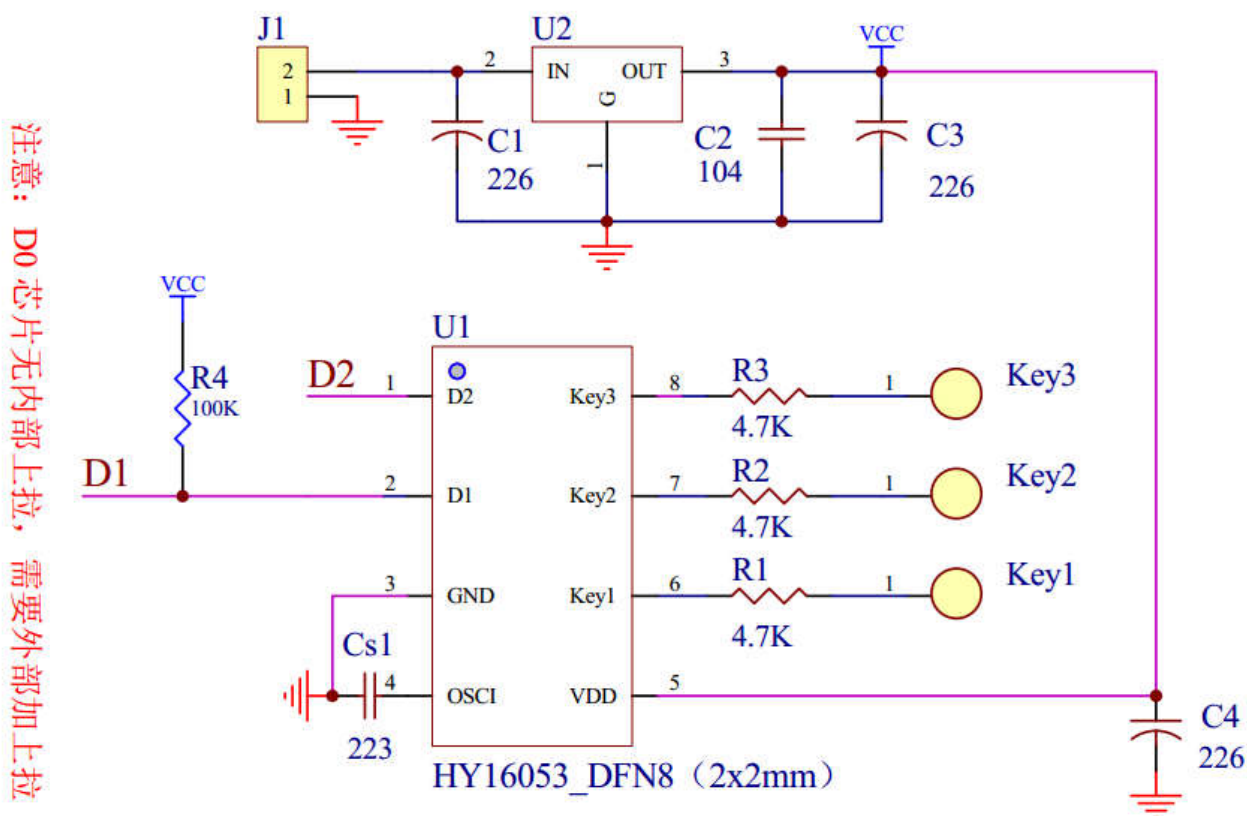 J1
2
1
U2
2
IN
OUT
G
3
1
VCC
C1
226
C2
104
C3
226
注意：D0 芯片无内部上拉，需要外部加上拉
VCC
R4
100K
D2
D1
U1
1
D2
2
D1
3
GND
4
OSCI
Key3
8
Key2
7
Key1
6
VDD
5
R3
4.7K
1
Key3
R2
4.7K
1
Key2
R1
4.7K
1
Key1
Cs1
223
C4
226
HY16053_DFN8（2x2mm）